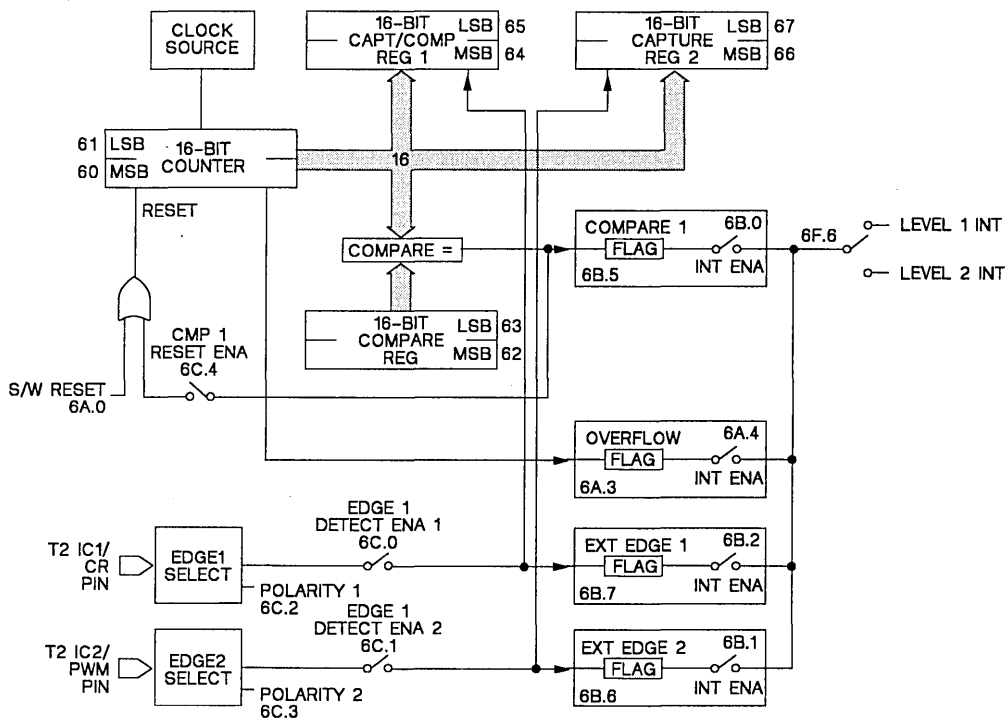 CLOCK
SOURCE
16-BIT
CAPT/COMP
REG 1
LSB 65
MSB 64
16-BIT
CAPTURE
REG 2
LSB 67
MSB 66
61 LSB
60 MSB
16-BIT
COUNTER
16
RESET
COMPARE =
16-BIT
COMPARE
REG
LSB 63
MSB 62
CMP 1
RESET ENA
6C.4
S/W RESET
6A.0
COMPARE 1
6B.0
FLAG
INT ENA
6B.5
6F.6
LEVEL 1 INT
LEVEL 2 INT
OVERFLOW
6A.4
FLAG
INT ENA
6A.3
T2 IC1/
CR
PIN
EDGE1
SELECT
POLARITY 1
6C.2
EDGE 1
DETECT ENA 1
6C.0
EXT EDGE 1
6B.2
FLAG
INT ENA
6B.7
T2 IC2/
PWM
PIN
EDGE2
SELECT
POLARITY 2
6C.3
EDGE 1
DETECT ENA 2
6C.1
EXT EDGE 2
6B.1
FLAG
INT ENA
6B.6